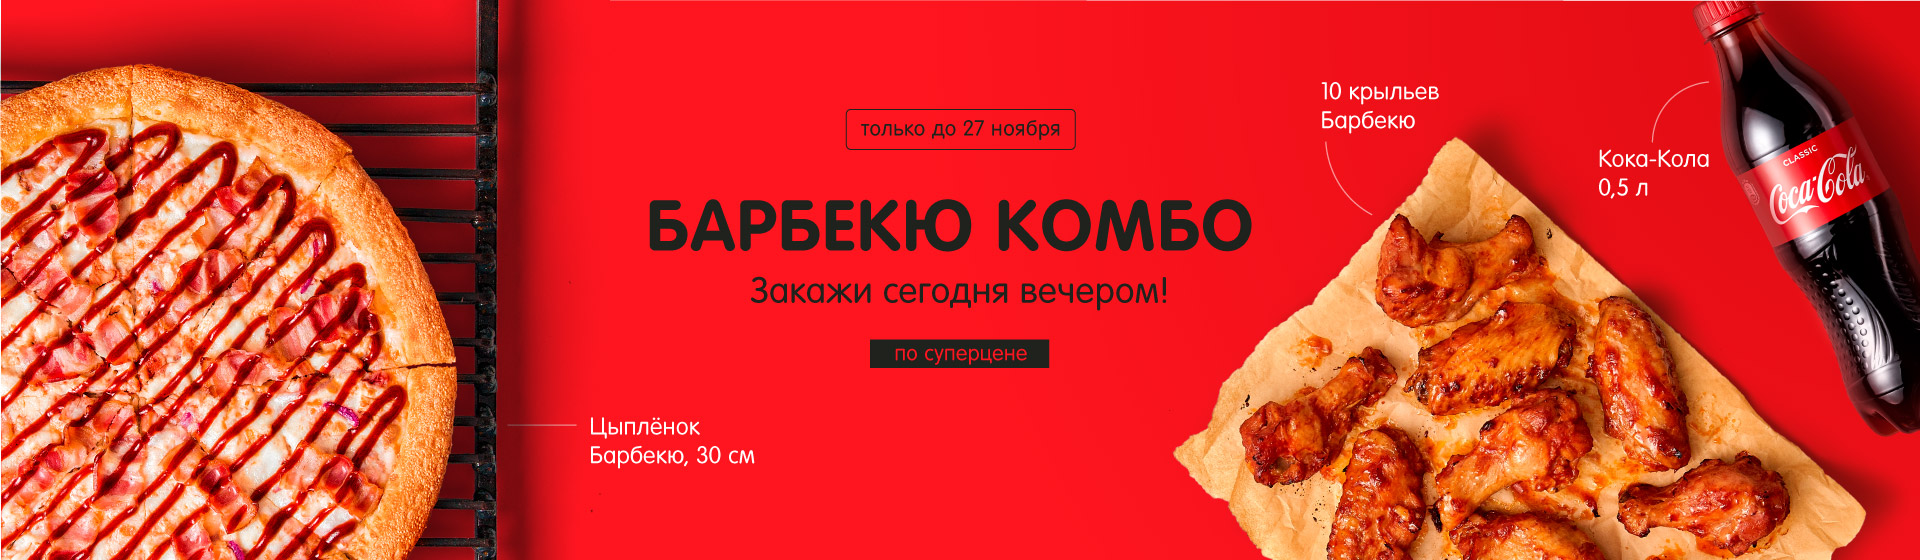 только до 27 ноября
БАРБЕКЮ КОМБО
Закажи сегодня вечером!
по суперцене
Цыплёнок
Барбекю, 30 см
10 крыльев
Барбекю
Кока-Кола
0,5 л
CLASSIC
Coca-Cola